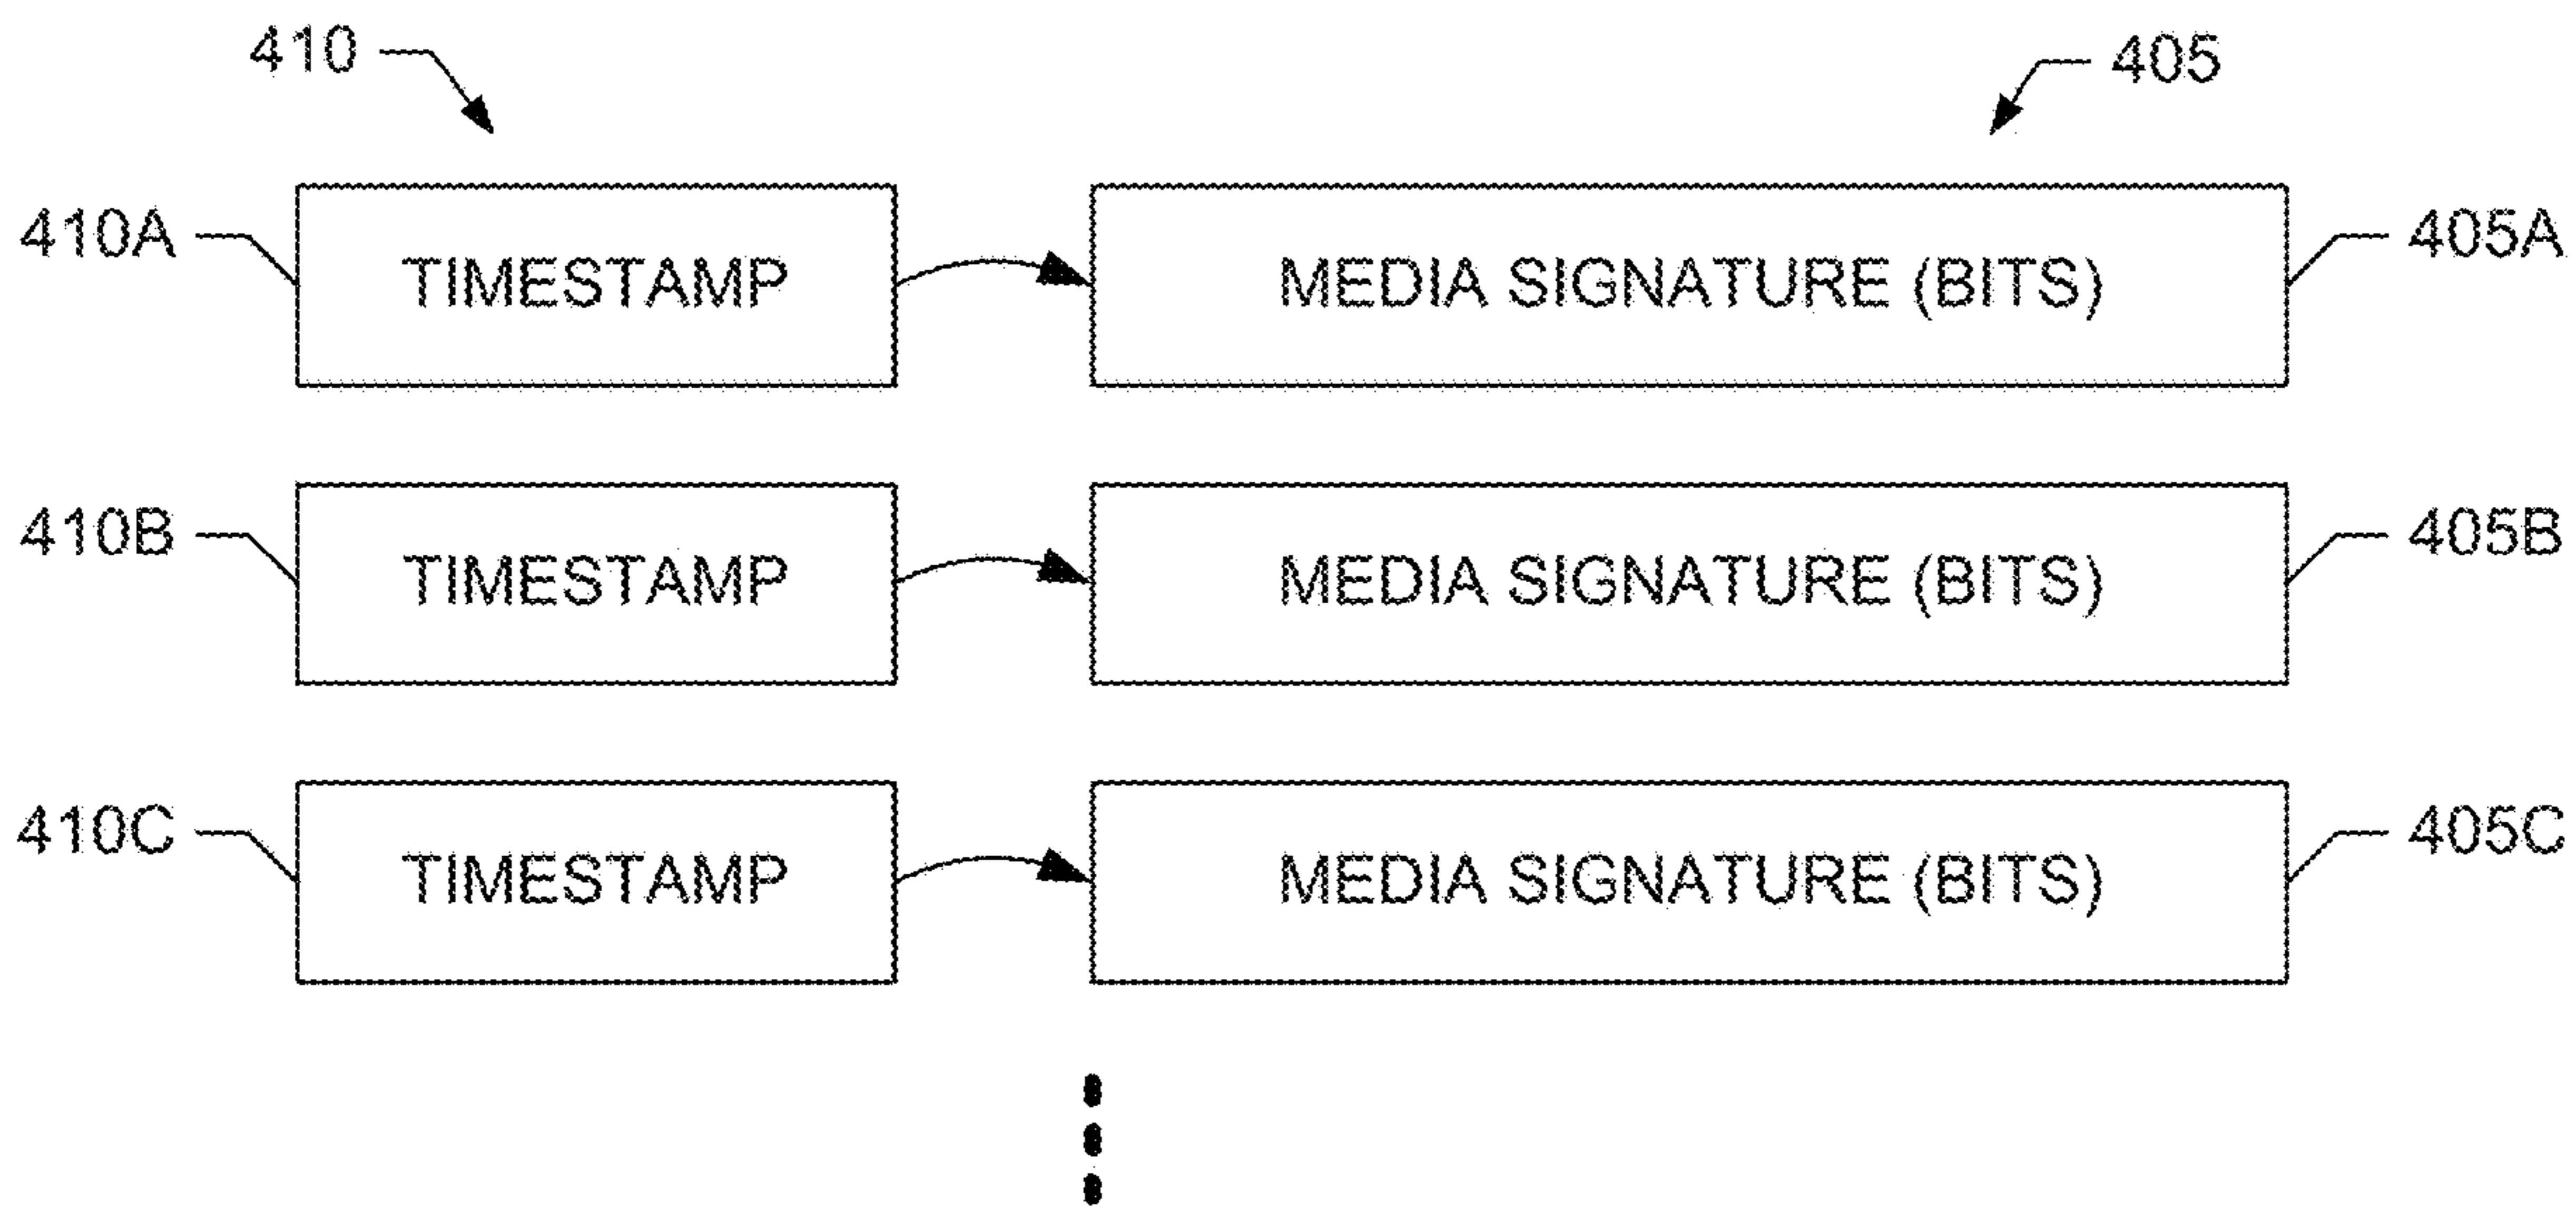 410 405
410A TIMESTAMP MEDIA SIGNATURE (BITS) 405A
410B TIMESTAMP MEDIA SIGNATURE (BITS) 405B
410C TIMESTAMP MEDIA SIGNATURE (BITS) 405C